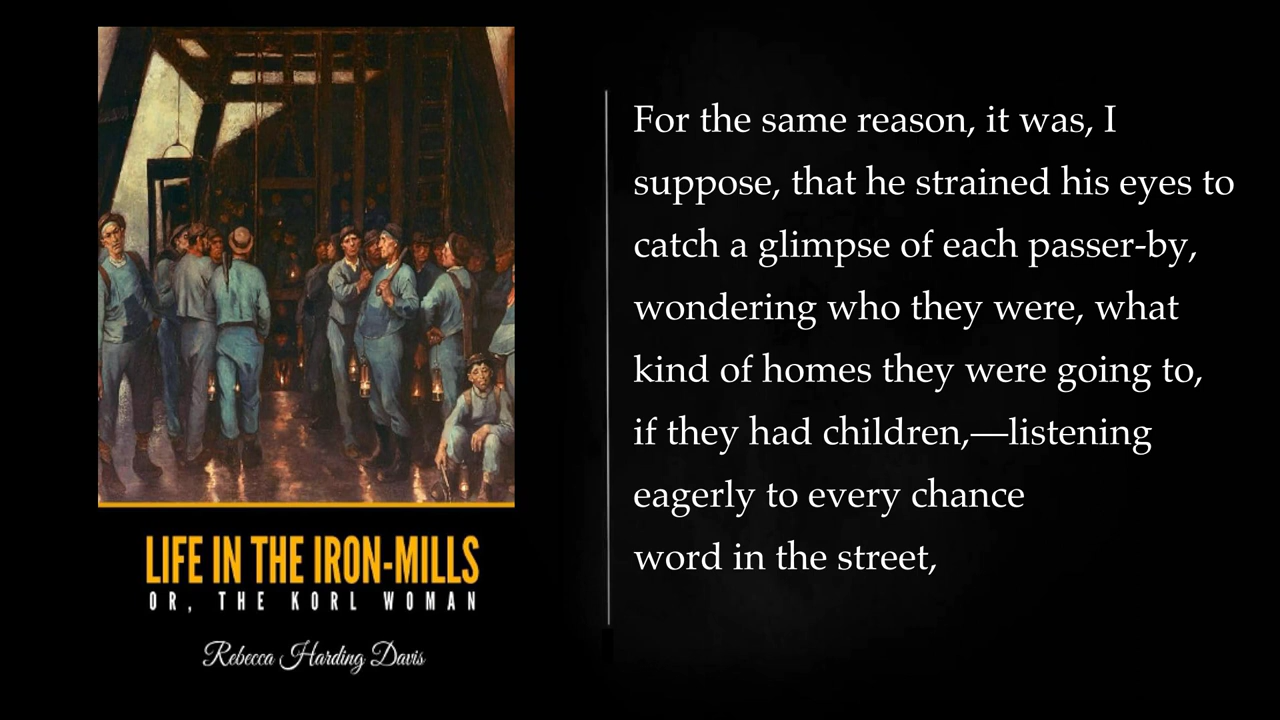 LIFE IN THE IRON-MILLS
OR, THE KORL WOMAN
Rebecca Harding Davis
For the same reason, it was, I
suppose, that he strained his eyes to
catch a glimpse of each passer-by,
wondering who they were, what
kind of homes they were going to,
if they had children,—listening
eagerly to every chance
word in the street,